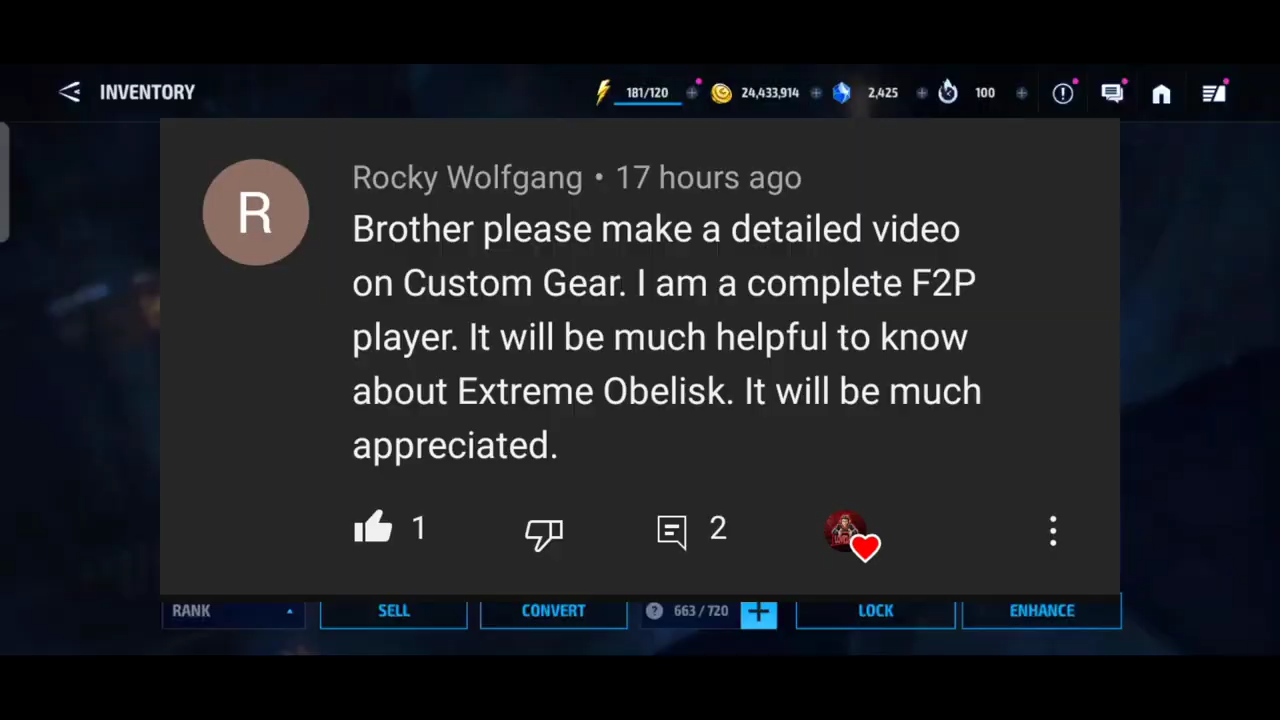 INVENTORY
181/120
24,433,914
2,425
100
R
Rocky Wolfgang • 17 hours ago
Brother please make a detailed video
on Custom Gear. I am a complete F2P
player. It will be much helpful to know
about Extreme Obelisk. It will be much
appreciated.
1
2
RANK
SELL
CONVERT
? 663/720
LOCK
ENHANCE